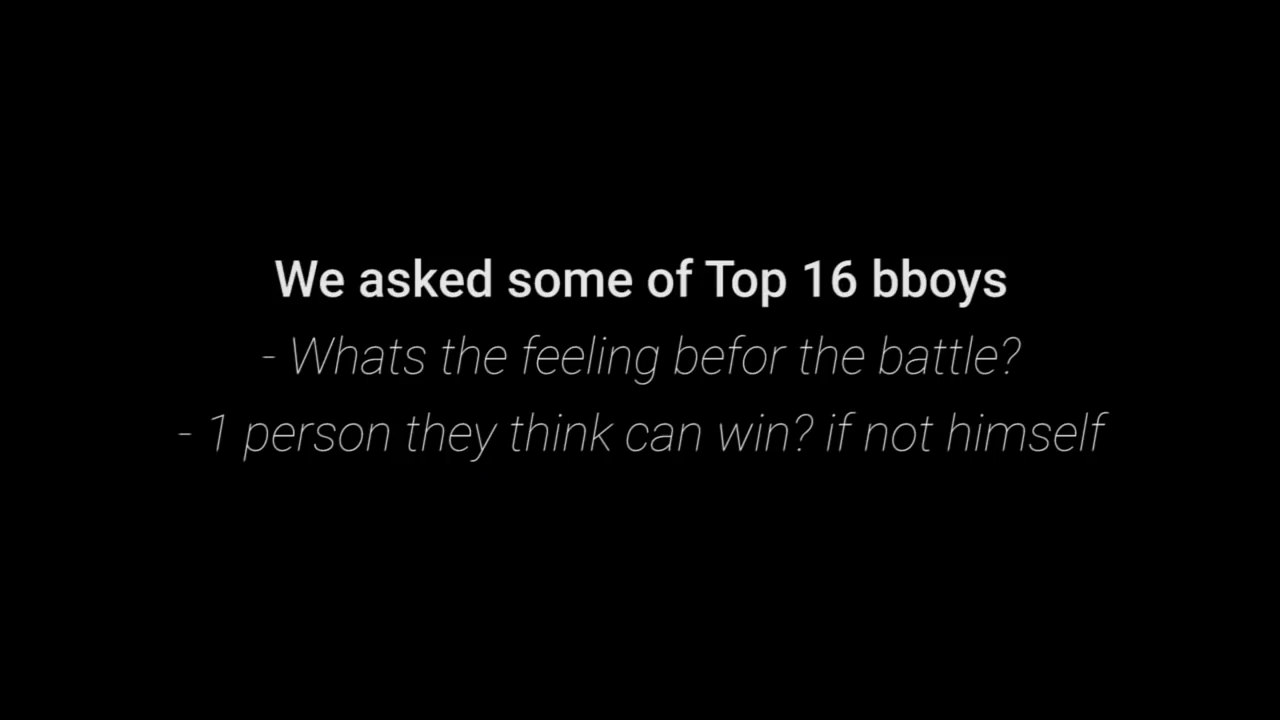 We asked some of Top 16 bboys
- Whats the feeling befor the battle?
- 1 person they think can win? if not himself